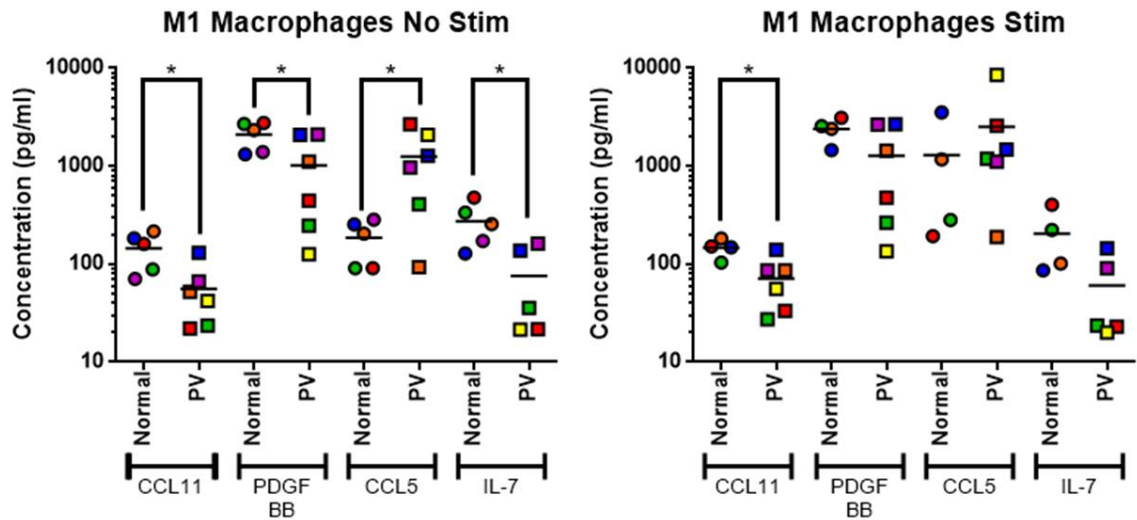 M1 Macrophages No Stim
Concentration (pg/ml)
10000
1000
100
10
*
*
*
*
Normal
PV
Normal
PV
Normal
PV
Normal
PV
CCL11
PDGF
BB
CCL5
IL-7
M1 Macrophages Stim
Concentration (pg/ml)
10000
1000
100
10
*
Normal
PV
Normal
PV
Normal
PV
Normal
PV
CCL11
PDGF
BB
CCL5
IL-7